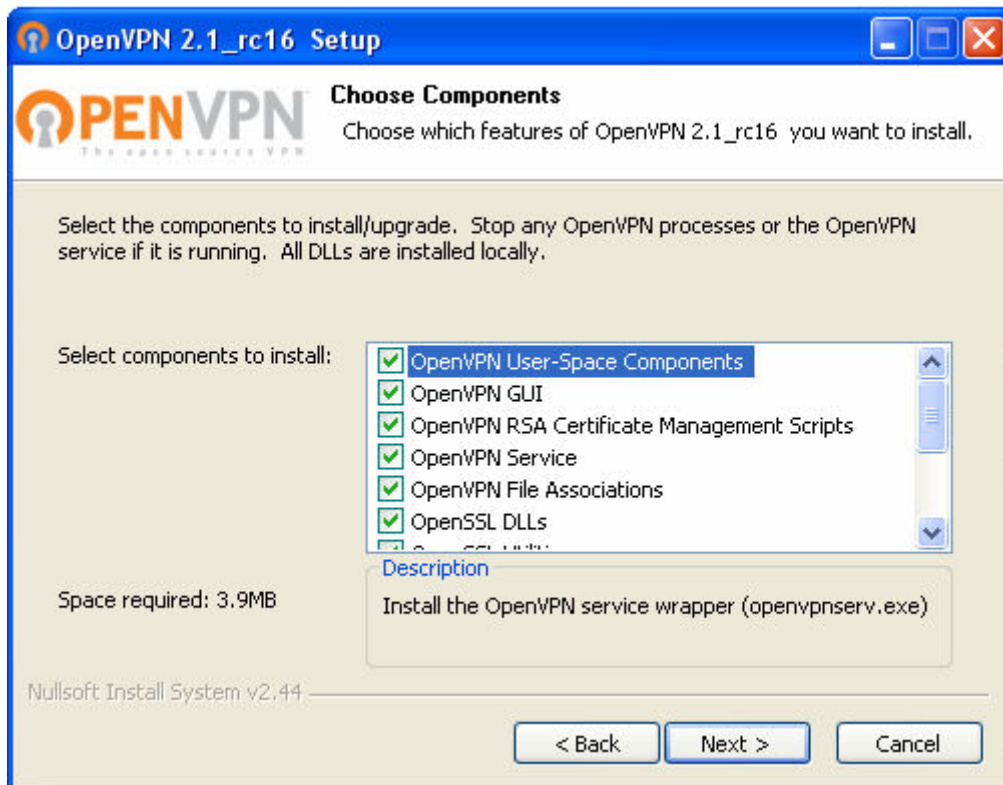 OpenVPN 2.1_rc16 Setup
OPENVPN
The open source VPN
Choose Components
Choose which features of OpenVPN 2.1_rc16 you want to install.
Select the components to install/upgrade. Stop any OpenVPN processes or the OpenVPN
service if it is running. All DLLs are installed locally.
Select components to install:
OpenVPN User-Space Components
OpenVPN GUI
OpenVPN RSA Certificate Management Scripts
OpenVPN Service
OpenVPN File Associations
OpenSSL DLLs
Space required: 3.9MB
Description
Install the OpenVPN service wrapper (openvpnserv.exe)
Nullsoft Install System v2.44
< Back
Next >
Cancel